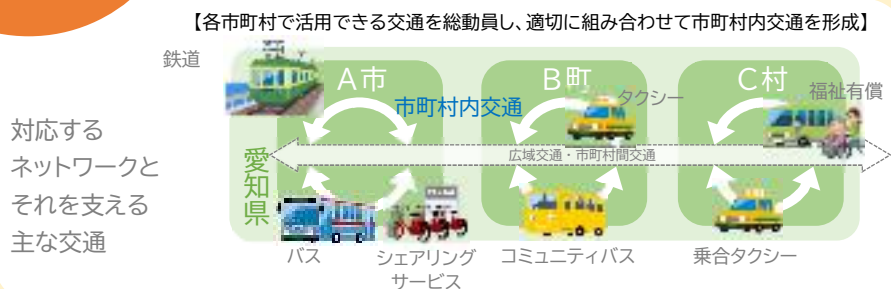 【各市町村で活用できる交通を総動員し、適切に組み合わせて市町村内交通を形成】
鉄道
A市
B町
C村
市町村内交通
タクシー
福祉有償
対応する
ネットワークと
それを支える
主な交通
愛知県
広域交通・市町村間交通
バス
シェアリング
サービス
コミュニティバス
乗合タクシー